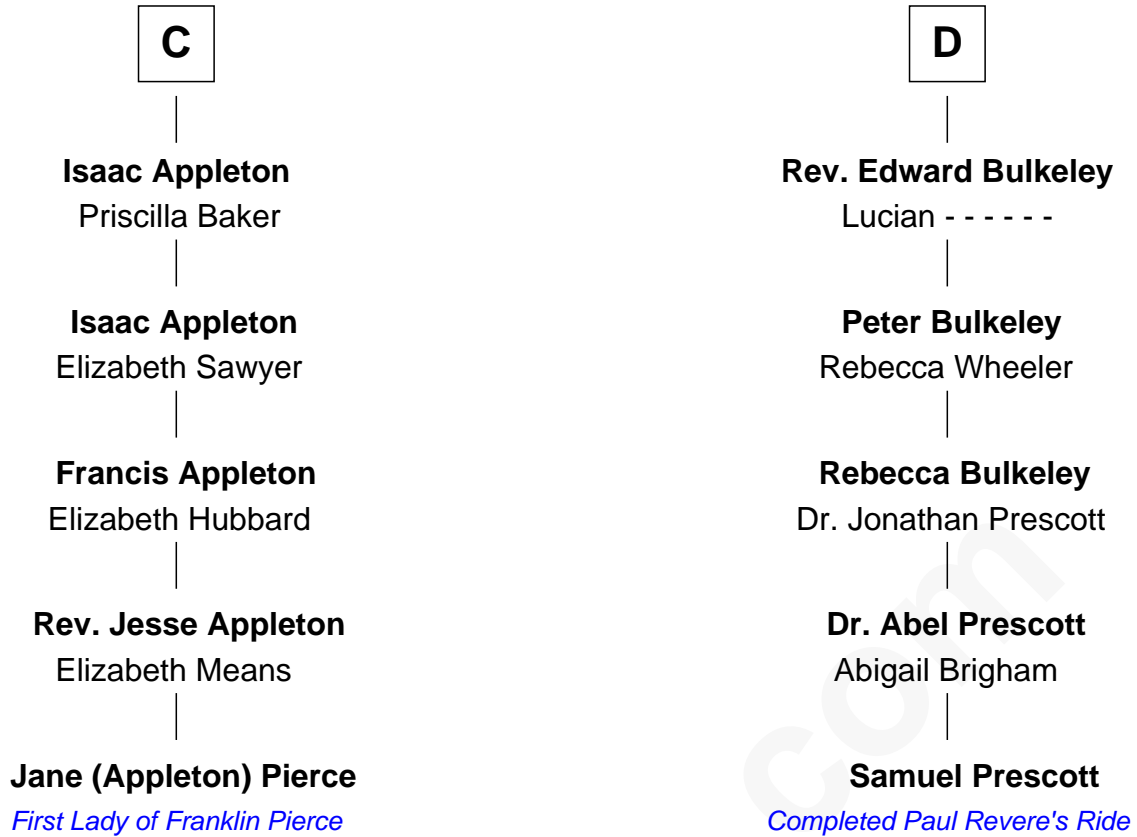 C
Isaac Appleton
Priscilla Baker
Isaac Appleton
Elizabeth Sawyer
Francis Appleton
Elizabeth Hubbard
Rev. Jesse Appleton
Elizabeth Means
Jane (Appleton) Pierce
First Lady of Franklin Pierce
D
Rev. Edward Bulkeley
Lucian - - - - - -
Peter Bulkeley
Rebecca Wheeler
Rebecca Bulkeley
Dr. Jonathan Prescott
Dr. Abel Prescott
Abigail Brigham
Samuel Prescott
Completed Paul Revere's Ride
com